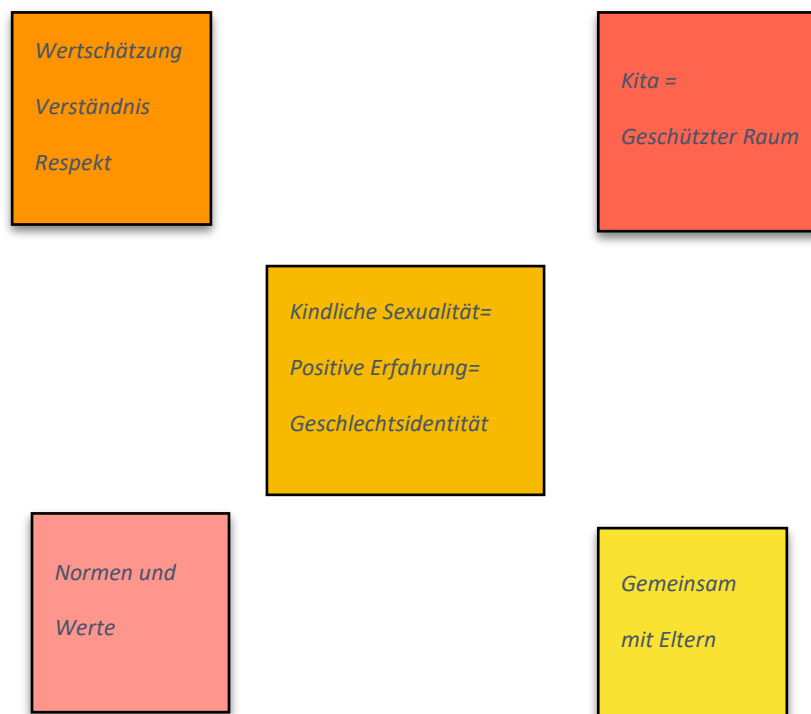 Wertschätzung
Verständnis
Respekt
Kita =
Geschützter Raum
Kindliche Sexualität=
Positive Erfahrung=
Geschlechtsidentität
Normen und
Werte
Gemeinsam
mit Eltern